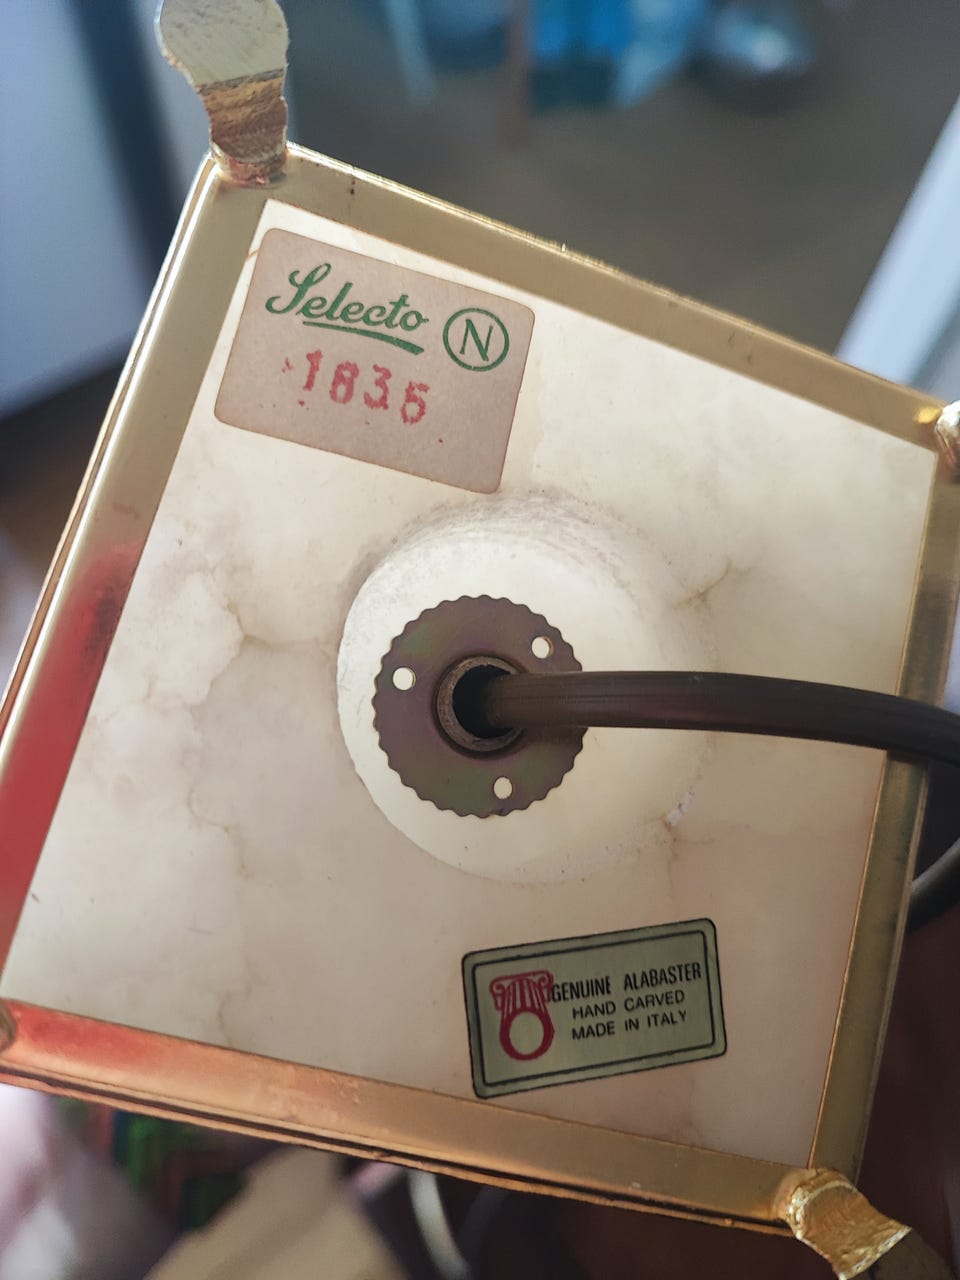 Selecto N
1835
GENUINE ALABASTER
HAND CARVED
MADE IN ITALY